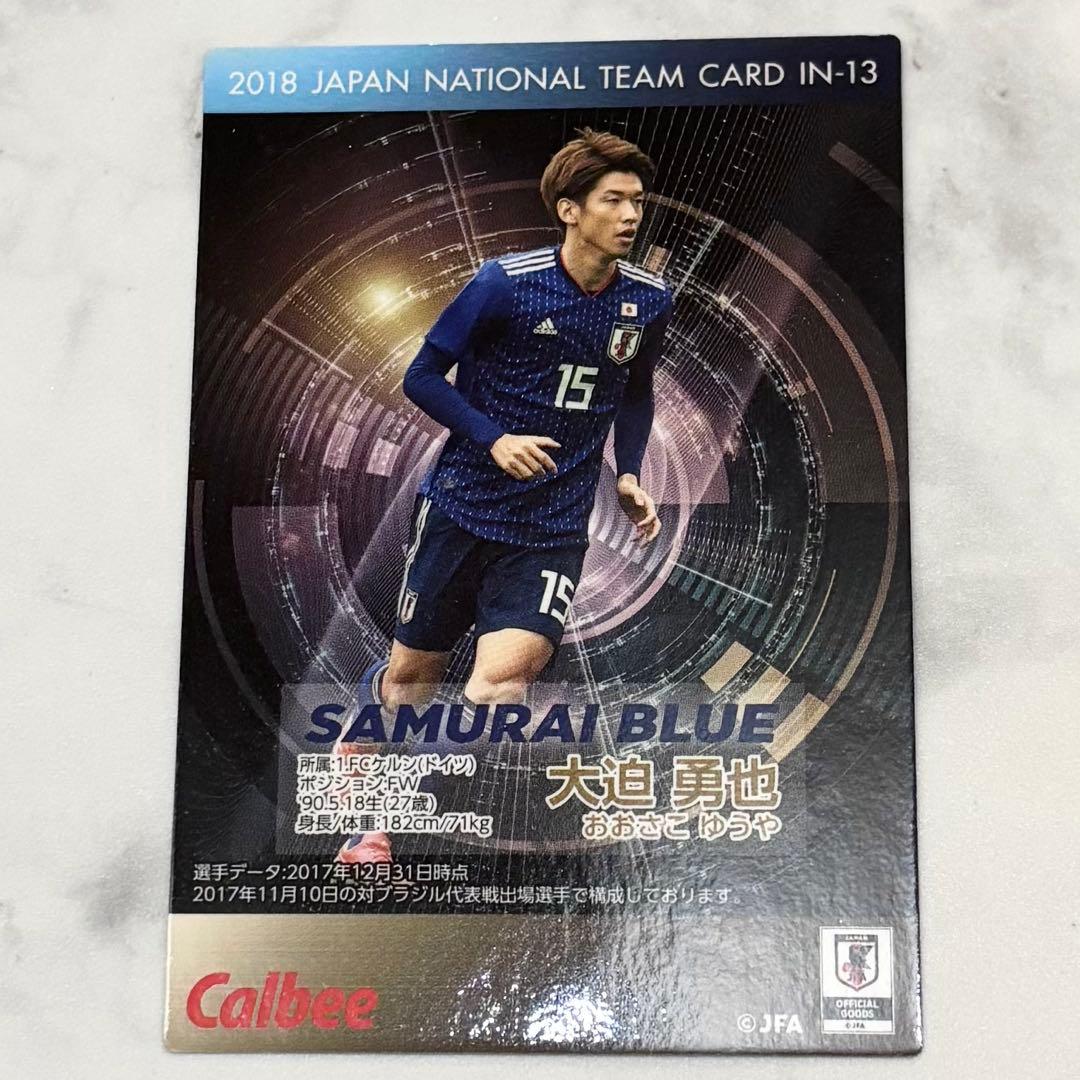 2018 JAPAN NATIONAL TEAM CARD IN-13
adidas
15
15
SAMURAI BLUE
所属:1.FCケルン(ドイツ)
ポジション:FW
'90.5.18生(27歳)
身長/体重:182cm/71kg
大迫 勇也
おおさこ ゆうや
選手データ:2017年12月31日時点
2017年11月10日の対ブラジル代表戦出場選手で構成しております。
Calbee
©JFA
JAPAN
JFA
OFFICIAL
GOODS
©JFA